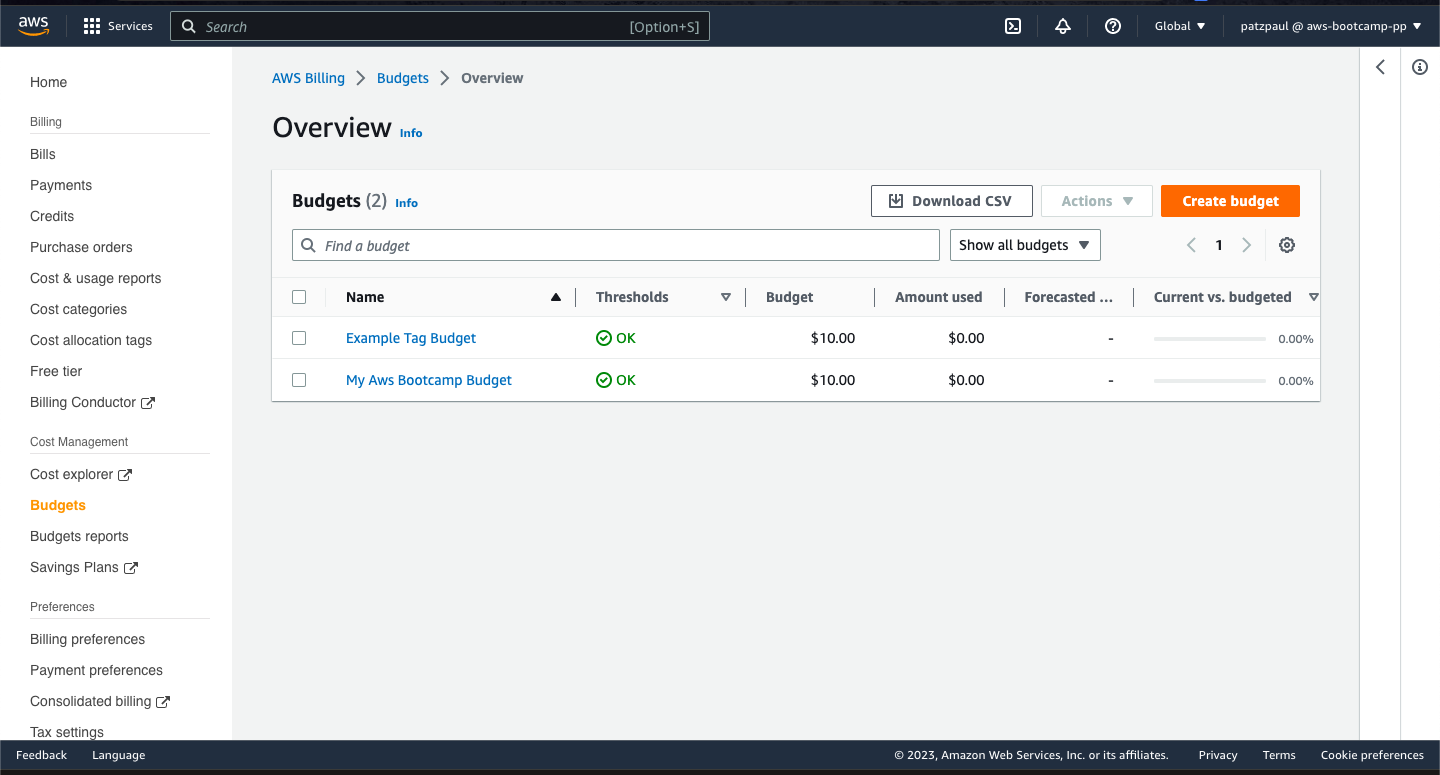 aws
Services
Search
[Option+S]
Global
patzpaul @ aws-bootcamp-pp
Home
Billing
Bills
Payments
Credits
Purchase orders
Cost & usage reports
Cost categories
Cost allocation tags
Free tier
Billing Conductor
Cost Management
Cost explorer
Budgets
Budgets reports
Savings Plans
Preferences
Billing preferences
Payment preferences
Consolidated billing
Tax settings
AWS Billing
Budgets
Overview
Overview Info
Budgets (2) Info
Download CSV
Actions
Create budget
Find a budget
Show all budgets
1
Name Thresholds Budget Amount used Forecasted ... Current vs. budgeted
Example Tag Budget OK $10.00 $0.00 - 0.00%
My Aws Bootcamp Budget OK $10.00 $0.00 - 0.00%
Feedback
Language
© 2023, Amazon Web Services, Inc. or its affiliates.
Privacy
Terms
Cookie preferences